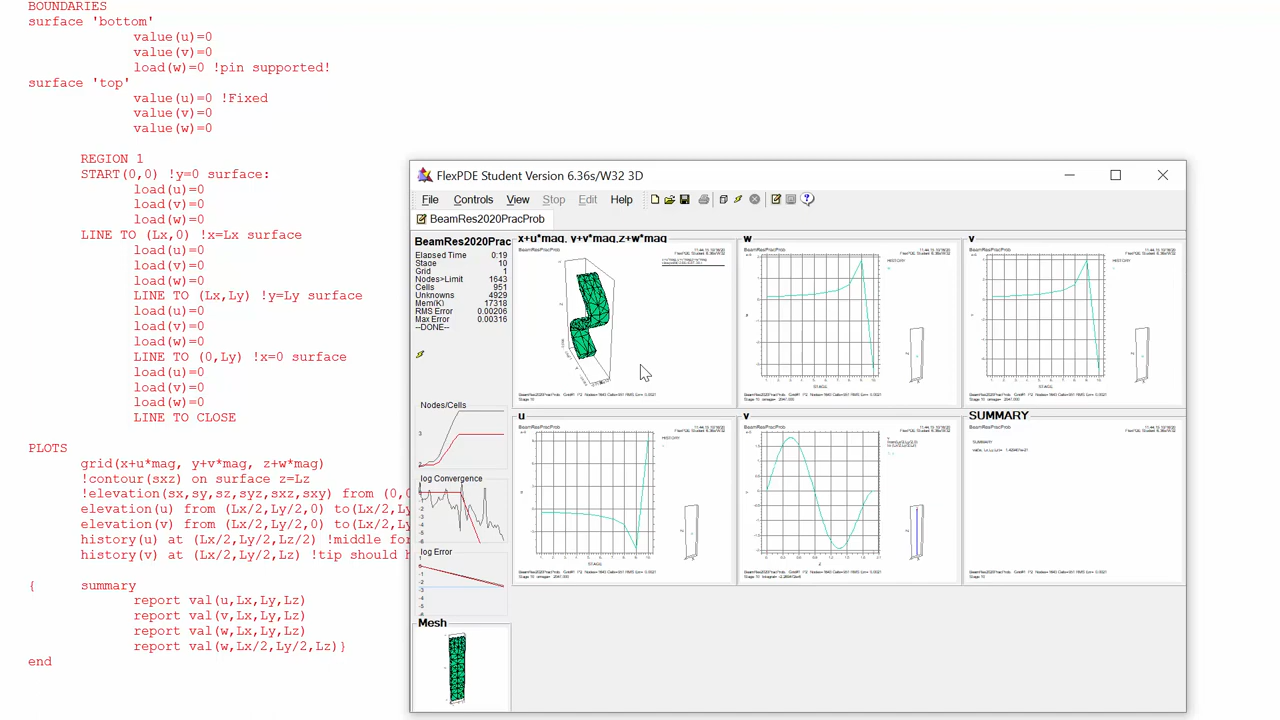 BOUNDARIES
surface 'bottom'
value(u)=0
value(v)=0
load(w)=0 !pin supported!
surface 'top'
value(u)=0 !Fixed
value(v)=0
value(w)=0
REGION 1
START(0,0) !y=0 surface:
load(u)=0
load(v)=0
load(w)=0
LINE TO (Lx,0) !x=Lx surface
load(u)=0
load(v)=0
load(w)=0
LINE TO (Lx,Ly) !y=Ly surface
load(u)=0
load(v)=0
load(w)=0
LINE TO (0,Ly) !x=0 surface
load(u)=0
load(v)=0
load(w)=0
LINE TO CLOSE
PLOTS
grid(x+u*mag, y+v*mag, z+w*mag)
!contour(sxz) on surface z=Lz
!elevation(sx,sy,sz,syz,sxz,sxy) from (0,0
elevation(u) from (Lx/2,Ly/2,0) to(Lx/2,Ly
elevation(v) from (Lx/2,Ly/2,0) to(Lx/2,Ly
history(u) at (Lx/2,Ly/2,Lz/2) !middle for
history(v) at (Lx/2,Ly/2,Lz) !tip should h
{ summary
report val(u,Lx,Ly,Lz)
report val(v,Lx,Ly,Lz)
report val(w,Lx,Ly,Lz)
report val(w,Lx/2,Ly/2,Lz)}
end
FlexPDE Student Version 6.36s/W32 3D
File Controls View Stop Edit Help
BeamRes2020PracProb
BeamRes2020Prac
Elapsed Time 0:19
Stage 10
Grid 1
Nodes>Limit 1643
Cells 951
Unknowns 4929
Mem(K) 17318
RMS Error 0.00206
Max Error 0.00316
--DONE--
Nodes/Cells
log Convergence
log Error
Mesh
x+u*mag, y+v*mag,z+w*mag
w
v
u
v
SUMMARY